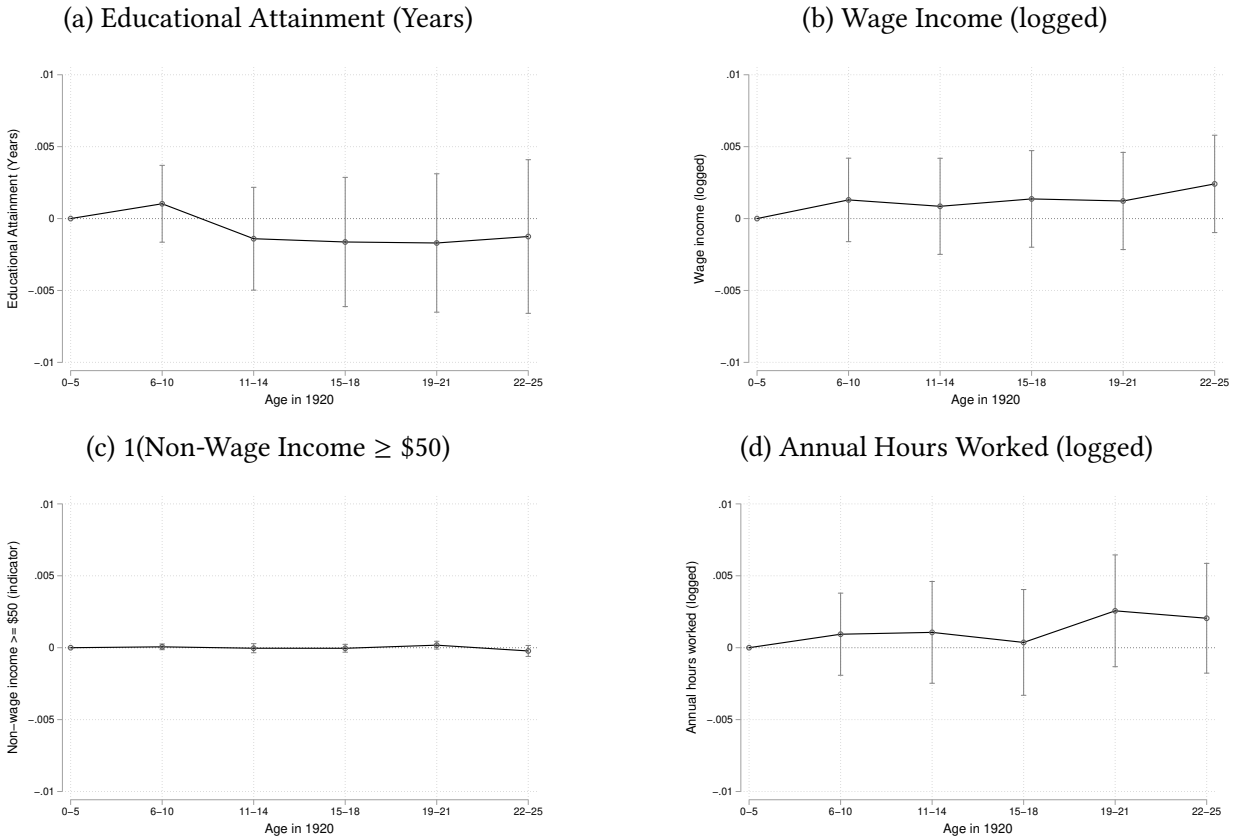 (a) Educational Attainment (Years)
Educational Attainment (Years)
.01
.005
0
−.005
−.01
0−5 6−10 11−14 15−18 19−21 22−25
Age in 1920
(b) Wage Income (logged)
Wage income (logged)
.01
.005
0
−.005
−.01
0−5 6−10 11−14 15−18 19−21 22−25
Age in 1920
(c) 1(Non-Wage Income ≥ $50)
Non−wage income >= $50 (indicator)
.01
.005
0
−.005
−.01
0−5 6−10 11−14 15−18 19−21 22−25
Age in 1920
(d) Annual Hours Worked (logged)
Annual hours worked (logged)
.01
.005
0
−.005
−.01
0−5 6−10 11−14 15−18 19−21 22−25
Age in 1920